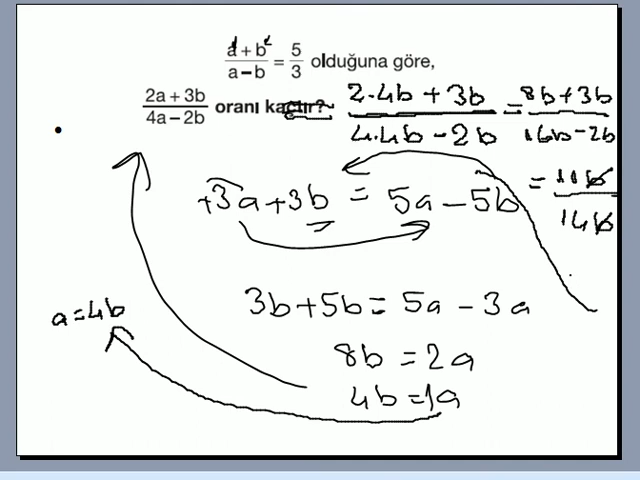 a + b / a − b = 5 / 3 olduğuna göre,
2a + 3b / 4a − 2b oranı kaçtır?
2·4b + 3b / 4·4b − 2b = 8b + 3b / 16b − 2b
= 11b / 14b
+3a + 3b = 5a − 5b
3b + 5b = 5a − 3a
a = 4b
8b = 2a
4b = 1a